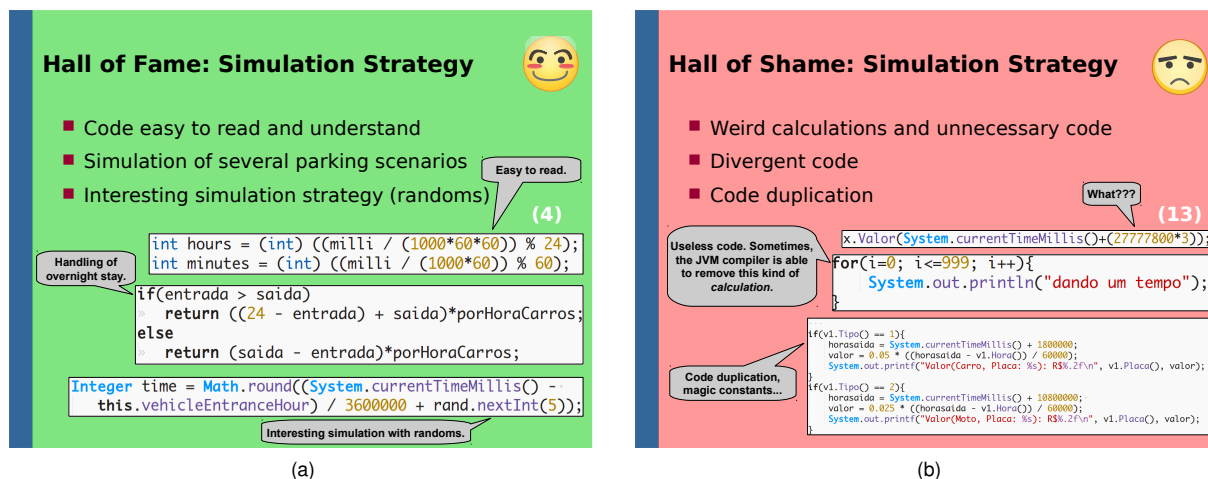 Hall of Fame: Simulation Strategy
Code easy to read and understand
Simulation of several parking scenarios
Interesting simulation strategy (randoms)
Easy to read.
(4)
int hours = (int) ((milli / (1000*60*60)) % 24);
int minutes = (int) ((milli / (1000*60)) % 60);
Handling of
overnight stay.
if(entrada > saida)
» return ((24 - entrada) + saida)*porHoraCarros;
else
» return (saida - entrada)*porHoraCarros;
Integer time = Math.round((System.currentTimeMillis() -
this.vehicleEntranceHour) / 3600000 + rand.nextInt(5));
Interesting simulation with randoms.
(a)
Hall of Shame: Simulation Strategy
Weird calculations and unnecessary code
Divergent code
Code duplication
What???
(13)
x.Valor(System.currentTimeMillis()+(27777800*3));
Useless code. Sometimes,
the JVM compiler is able
to remove this kind of
calculation.
for(i=0; i<=999; i++){
System.out.println("dando um tempo");
}
Code duplication,
magic constants...
if(v1.Tipo() == 1){
horasaida = System.currentTimeMillis() + 1800000;
valor = 0.05 * ((horasaida - v1.Hora()) / 60000);
System.out.printf("Valor(Carro, Placa: %s): R$%.2f\n", v1.Placa(), valor);
}
if(v1.Tipo() == 2){
horasaida = System.currentTimeMillis() + 10800000;
valor = 0.025 * ((horasaida - v1.Hora()) / 60000);
System.out.printf("Valor(Moto, Placa: %s): R$%.2f\n", v1.Placa(), valor);
}
(b)